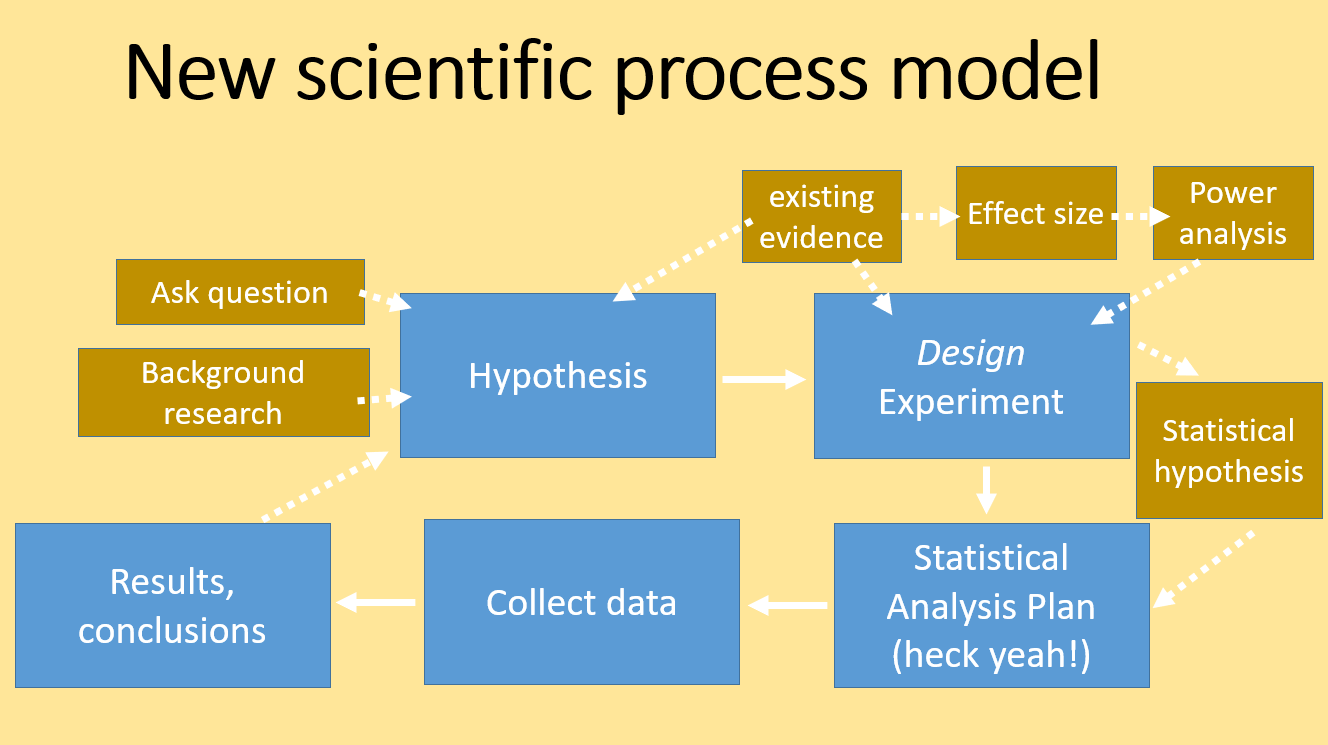 New scientific process model
existing
evidence
Effect size
Power
analysis
Ask question
Background
research
Hypothesis
Design
Experiment
Statistical
hypothesis
Results,
conclusions
Collect data
Statistical
Analysis Plan
(heck yeah!)